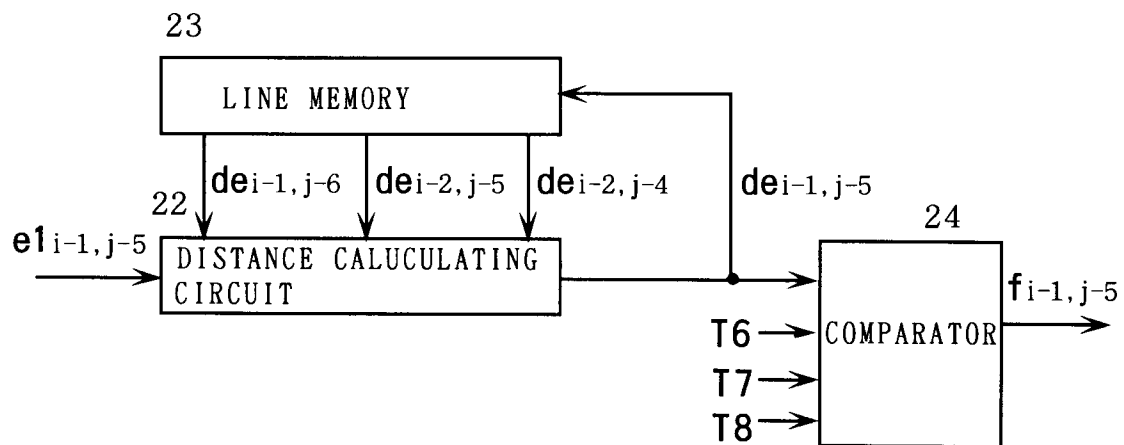 23
LINE MEMORY
dei-1,j-6
dei-2,j-5
dei-2,j-4
dei-1,j-5
22
24
e1i-1,j-5
DISTANCE CALUCULATING
CIRCUIT
fi-1,j-5
T6
COMPARATOR
T7
T8